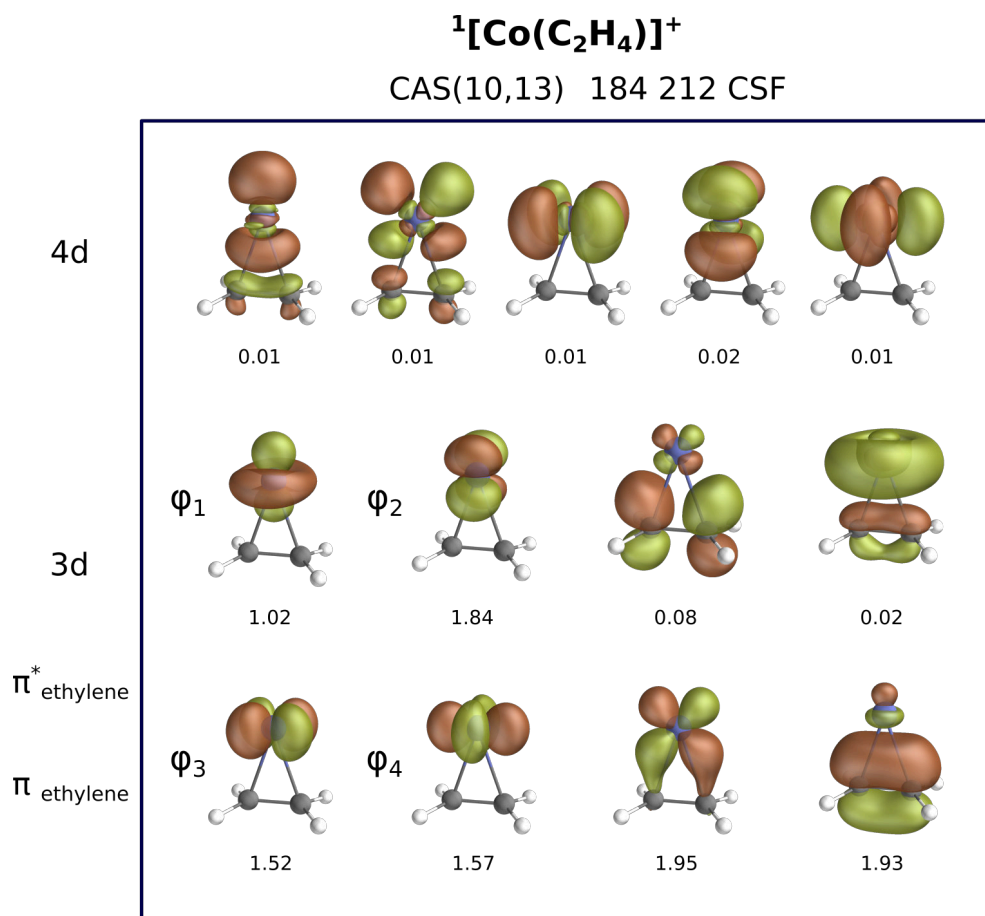 ¹[Co(C₂H₄)]⁺
CAS(10,13) 184 212 CSF
4d
0.01 0.01 0.01 0.02 0.01
φ₁ φ₂
3d
1.02 1.84 0.08 0.02
π*ethylene
φ₃ φ₄
π ethylene
1.52 1.57 1.95 1.93